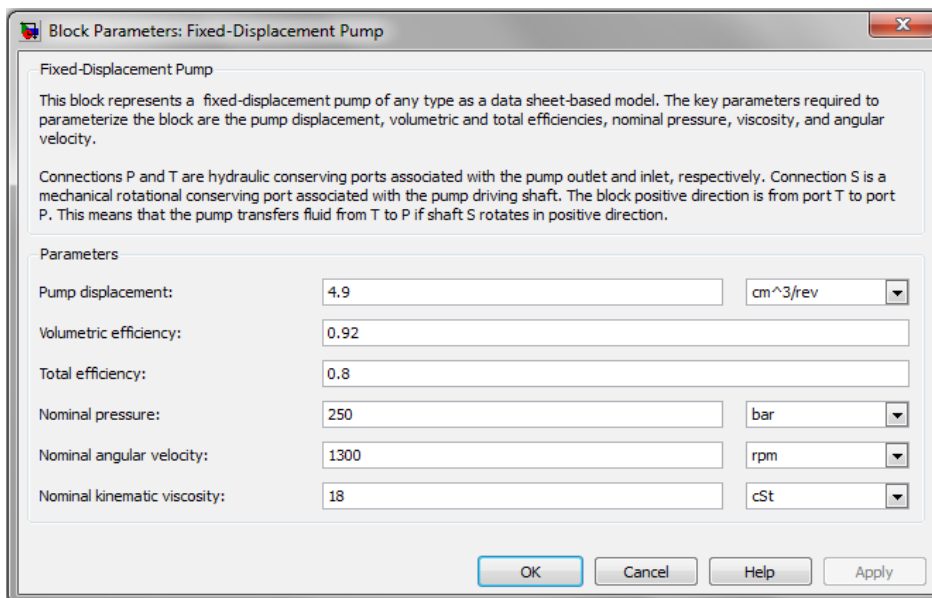 Block Parameters: Fixed-Displacement Pump
Fixed-Displacement Pump
This block represents a fixed-displacement pump of any type as a data sheet-based model. The key parameters required to
parameterize the block are the pump displacement, volumetric and total efficiencies, nominal pressure, viscosity, and angular
velocity.
Connections P and T are hydraulic conserving ports associated with the pump outlet and inlet, respectively. Connection S is a
mechanical rotational conserving port associated with the pump driving shaft. The block positive direction is from port T to port
P. This means that the pump transfers fluid from T to P if shaft S rotates in positive direction.
Parameters
Pump displacement: 4.9 cm^3/rev
Volumetric efficiency: 0.92
Total efficiency: 0.8
Nominal pressure: 250 bar
Nominal angular velocity: 1300 rpm
Nominal kinematic viscosity: 18 cSt
OK Cancel Help Apply